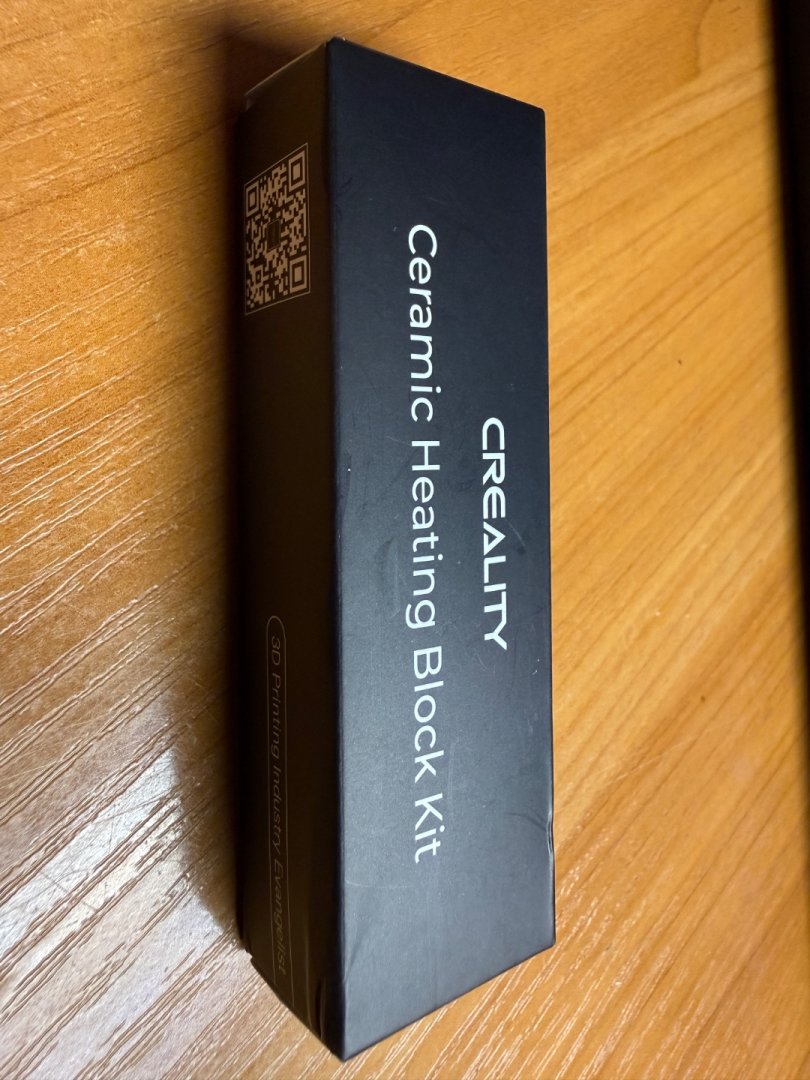 CREALITY
Ceramic Heating Block Kit
3D Printing Industry Evangelist